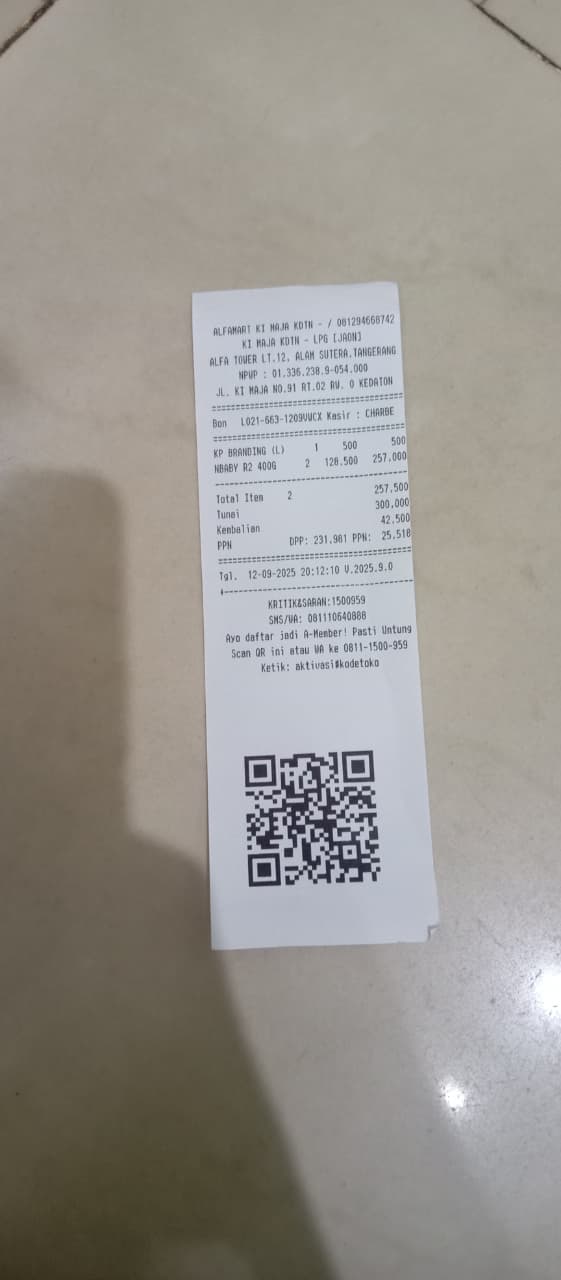 ALFAMART KI MAJA KDTN - / 081294668742
KI MAJA KDTN - LPG [JAON]
ALFA TOWER LT.12, ALAM SUTERA,TANGERANG
NPWP : 01.336.238.9-054.000
JL. KI MAJA NO.91 RT.02 RW. 0 KEDATON
Bon L021-663-1209VUCX Kasir : CHARBE
KP BRANDING (L) 1 500 500
NBABY R2 400G 2 128.500 257.000
Total Item 2 257,500
Tunai 300,000
Kembalian 42,500
PPN DPP: 231,981 PPN: 25,518
Tgl. 12-09-2025 20:12:10 V.2025.9.0
KRITIK&SARAN:1500959
SMS/WA: 081110640888
Ayo daftar jadi A-Member! Pasti Untung
Scan QR ini atau WA ke 0811-1500-959
Ketik: aktivasi#kodetoko